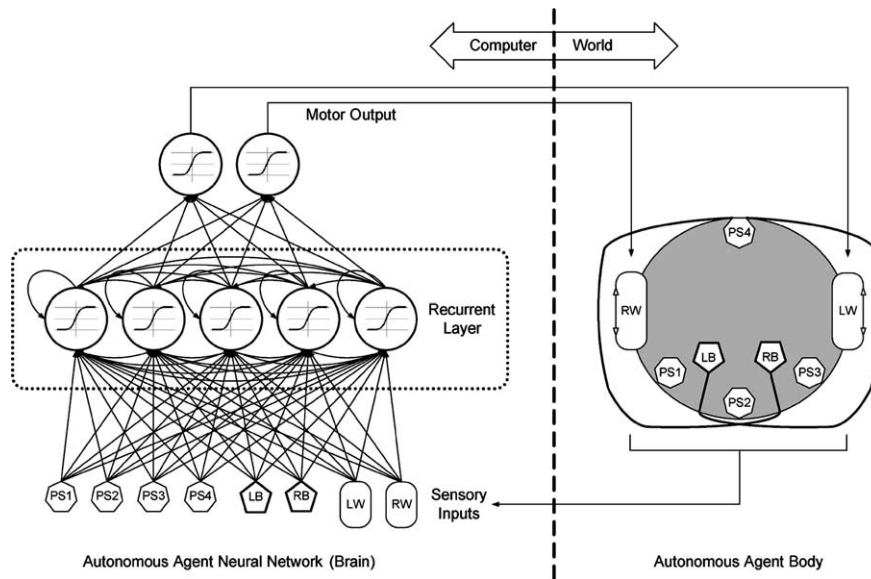 Computer World
Motor Output
PS4
Recurrent
Layer
RW
LW
LB
RB
PS1
PS3
PS2
PS1
PS2
PS3
PS4
LB
RB
LW
RW
Sensory
Inputs
Autonomous Agent Neural Network (Brain)
Autonomous Agent Body